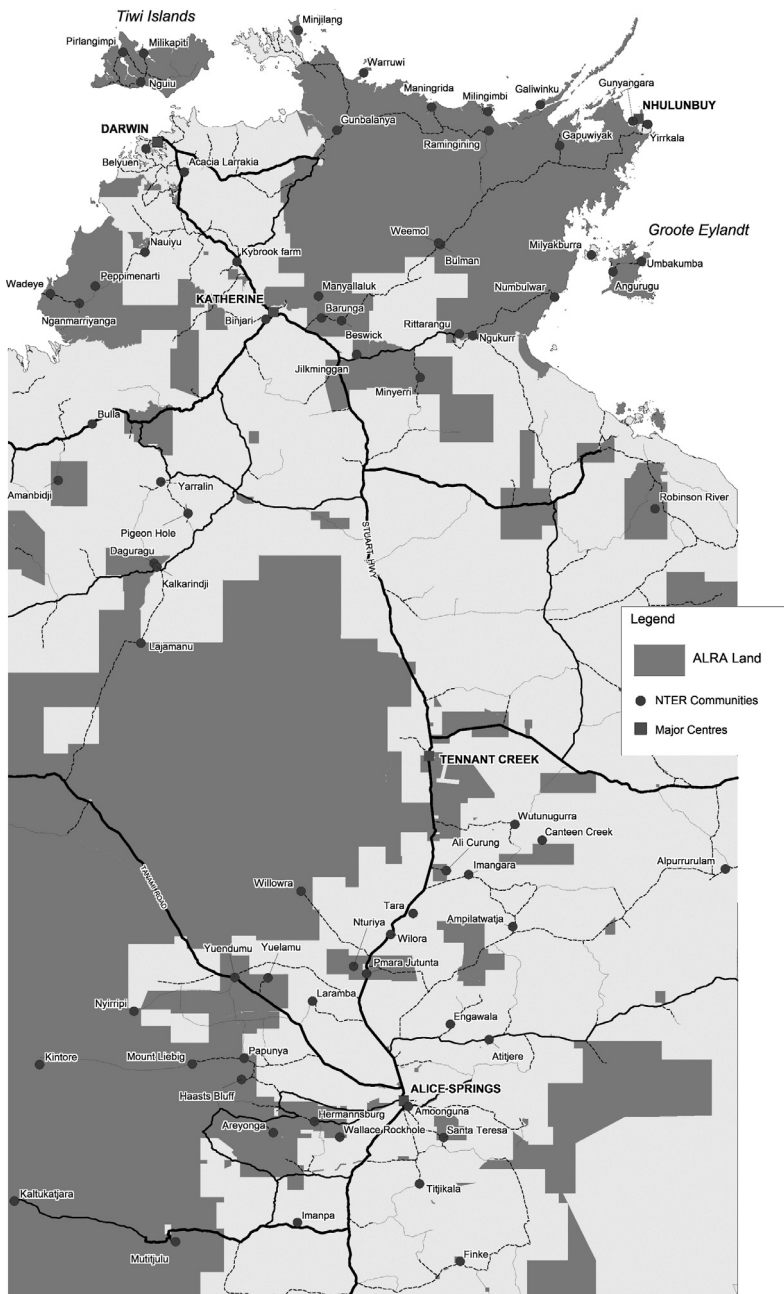 Tiwi Islands
Minjilang
Pirlangimpi
Milikapiti
Nguiu
Warruwi
Maningrida
Milingimbi
Galiwinku
Gunyangara
NHULUNBUY
Yirrkala
DARWIN
Gunbalanya
Ramingining
Gapuwiyak
Belyuen
Acacia Larrakia
Groote Eylandt
Nauiyu
Kybrook farm
Weemol
Bulman
Milyakburra
Umbakumba
Angurugu
Wadeye
Peppimenarti
Nganmarriyanga
KATHERINE
Manyallaluk
Numbulwar
Binjari
Barunga
Beswick
Rittarangu
Ngukurr
Jilkminggan
Minyerri
Bulla
Amanbidji
Yarralin
Robinson River
Pigeon Hole
STUART HWY
Daguragu
Kalkarindji
Lajamanu
Legend
ALRA Land
NTER Communities
Major Centres
TENNANT CREEK
Wutunugurra
Canteen Creek
Ali Curung
Imangara
Alpurrurulam
TANAMI ROAD
Willowra
Tara
Ampilatwatja
Nturiya
Wilora
Yuendumu
Yuelamu
Pmara Jutunta
Nyirripi
Laramba
Engawala
Kintore
Mount Liebig
Papunya
Atitjere
Haasts Bluff
ALICE SPRINGS
Hermannsburg
Amoonguna
Areyonga
Wallace Rockhole
Santa Teresa
Kaltukatjara
Titjikala
Imanpa
Mutitjulu
Finke